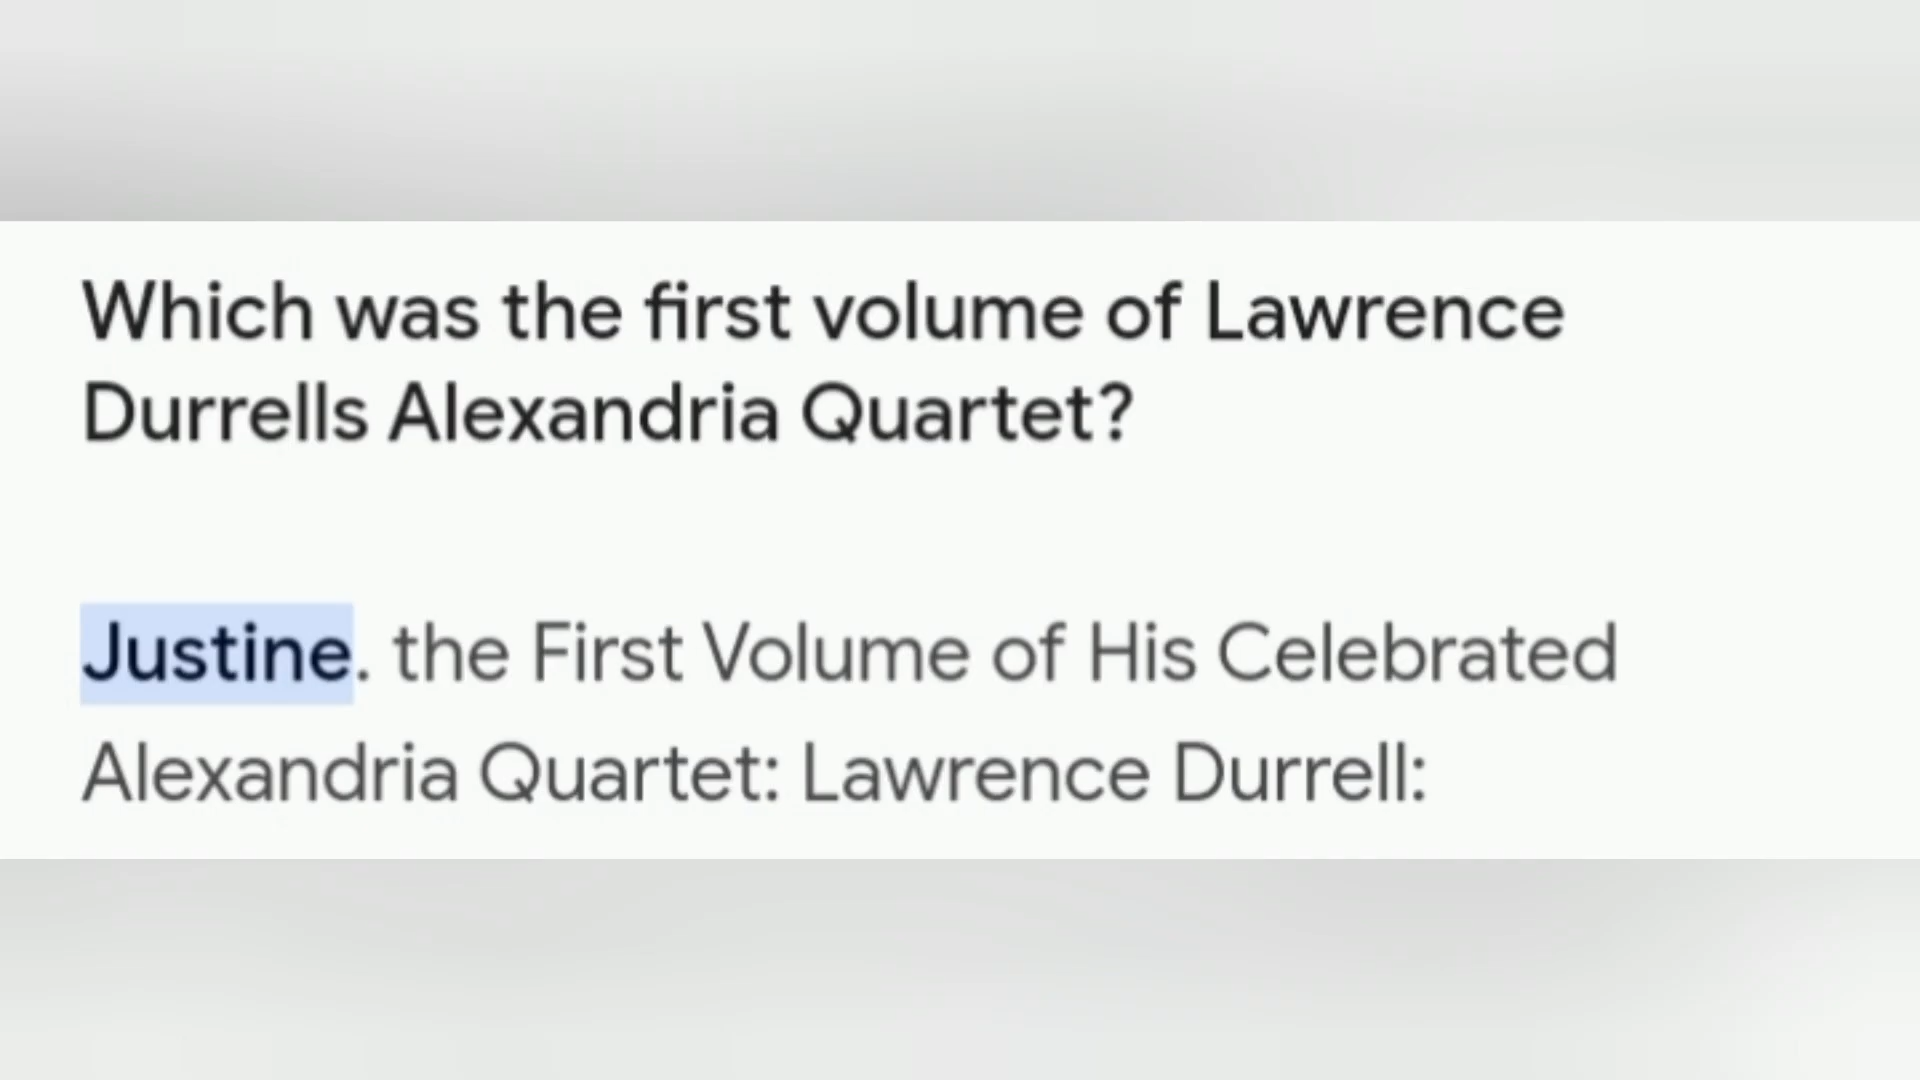 Which was the first volume of Lawrence
Durrells Alexandria Quartet?
Justine. the First Volume of His Celebrated
Alexandria Quartet: Lawrence Durrell: